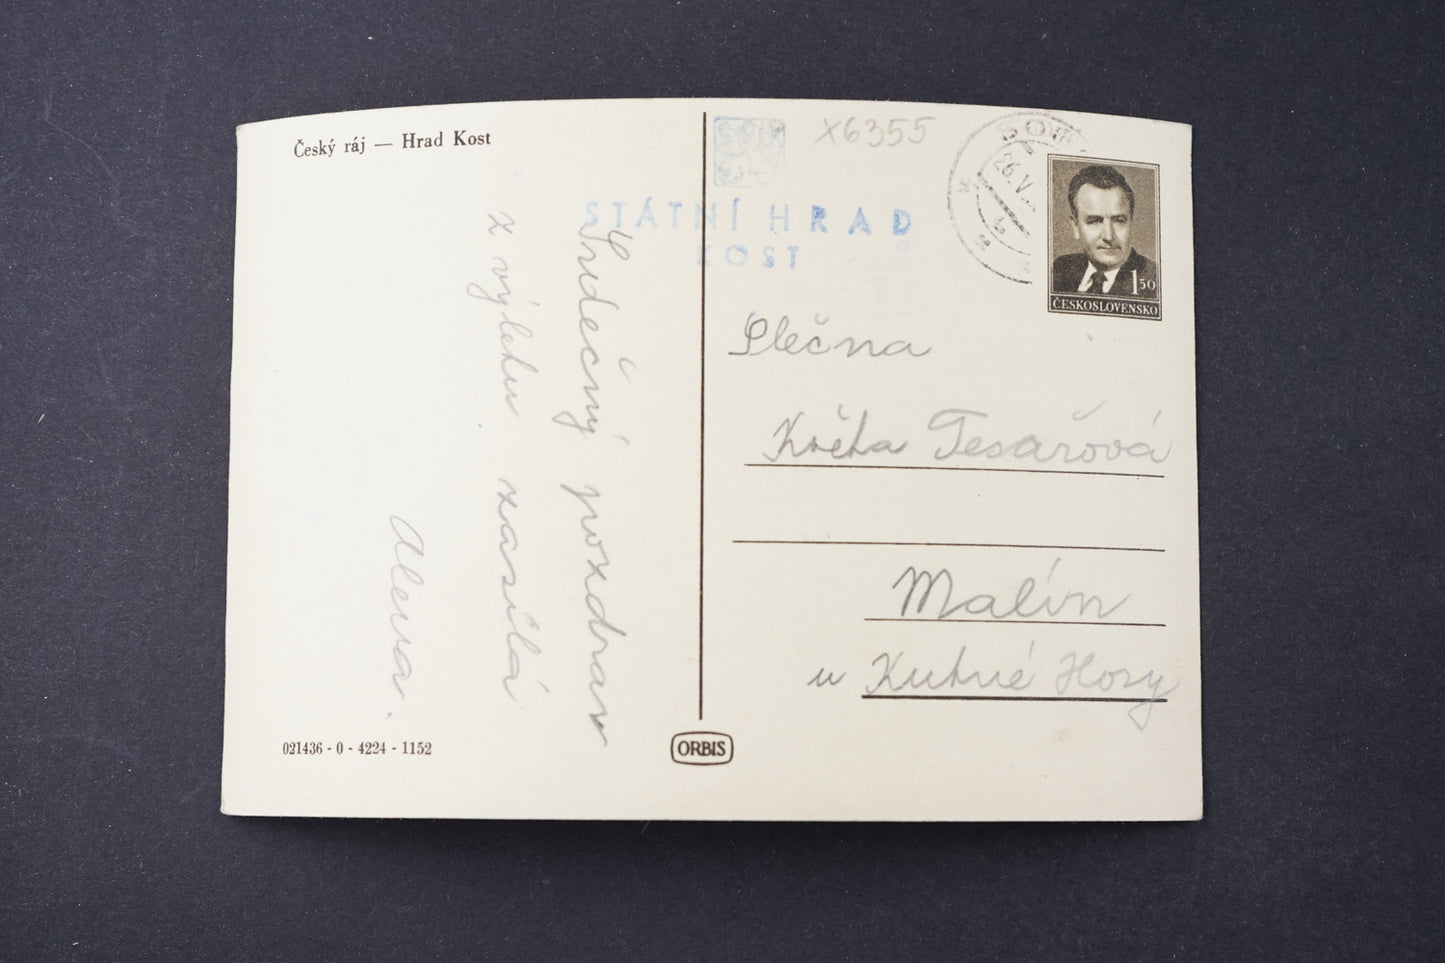 Český ráj — Hrad Kost
Srdečný pozdrav
z výletu zasílá
Alena.
021436 - 0 - 4224 - 1152
ORBIS
STÁTNÍ HRAD
KOST
X6355
26.V.
1 50
ČESKOSLOVENSKO
Slečna
Květa Tesařová
Malín
u Kutné Hory